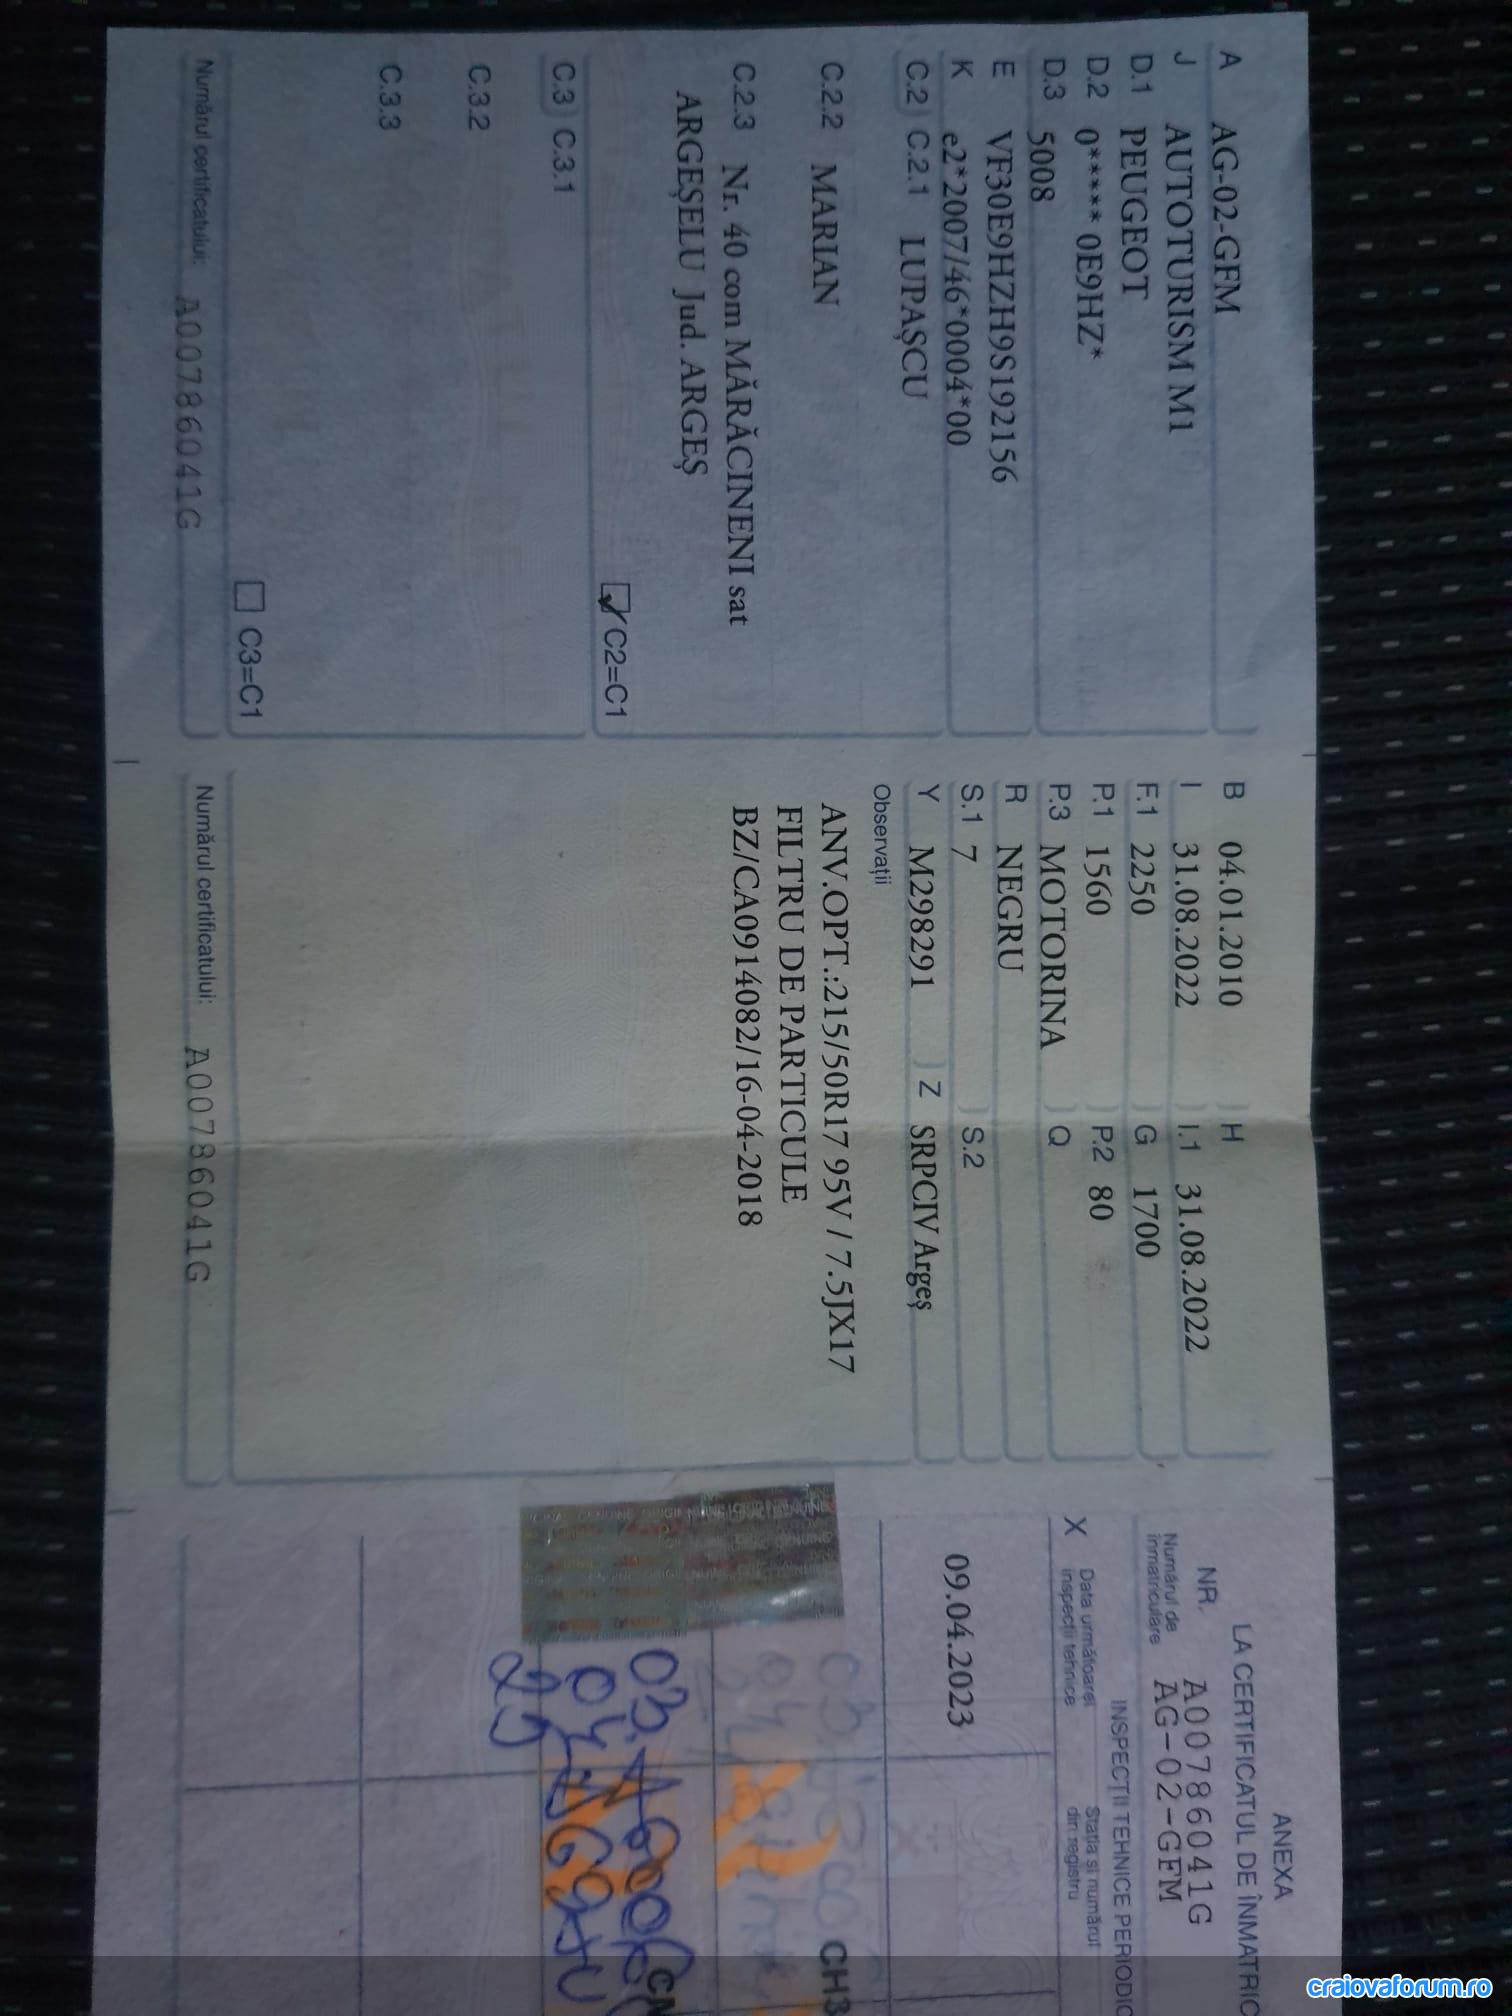 A AG-02-GFM
J AUTOTURISM M1
D.1 PEUGEOT
D.2 0***** 0E9HZ*
D.3 5008
E VF30E9HZH9S192156
K e2*2007/46*0004*00
C.2 C.2.1 LUPAȘCU
C.2.2 MARIAN
C.2.3 Nr. 40 com MĂRĂCINENI sat
ARGEȘELU Jud. ARGEȘ
C2=C1
C.3 C.3.1
C.3.2
C.3.3
C3=C1
Numărul certificatului: A00786041G
B 04.01.2010 H
I 31.08.2022 I.1 31.08.2022
F.1 2250 G 1700
P.1 1560 P.2 80
P.3 MOTORINA Q
R NEGRU
S.1 7 S.2
Y M298291 Z SRPCIV Argeș
Observații
ANV.OPT.:215/50R17 95V / 7.5JX17
FILTRU DE PARTICULE
BZ/CA0914082/16-04-2018
Numărul certificatului: A00786041G
ANEXA
LA CERTIFICATUL DE ÎNMATRIC
NR. A00786041G
Numărul de
înmatriculare AG-02-GFM
INSPECȚII TEHNICE PERIODIC
X Data următoarei
inspecții tehnice
Stația și numărul
din registru
09.04.2023
CH3
03.
04
craiovaforum.ro